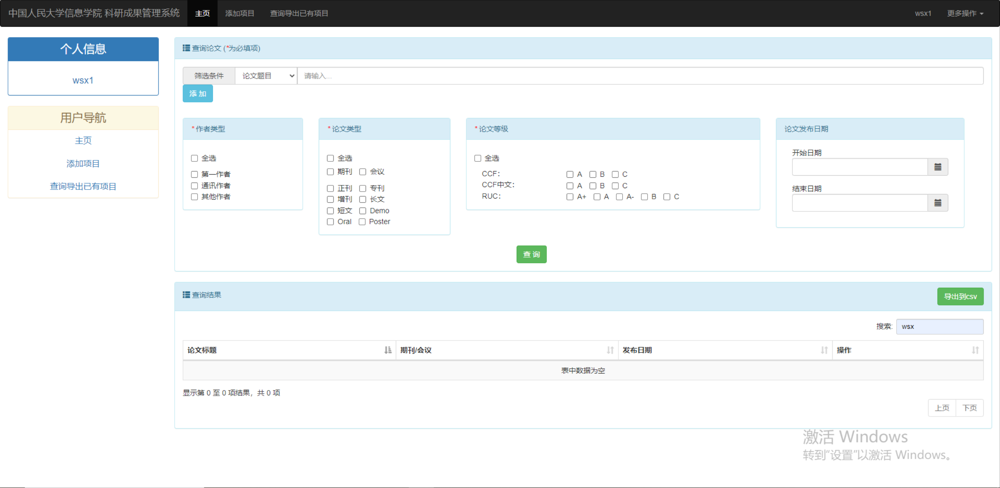 中国人民大学信息学院 科研成果管理系统 主页 添加项目 查询导出已有项目 wsx1 更多操作
个人信息
wsx1
用户导航
主页
添加项目
查询导出已有项目
查询论文 (*为必填项)
筛选条件 论文题目 请输入...
添 加
*作者类型
全选
第一作者
通讯作者
其他作者
*论文类型
全选
期刊 会议
正刊 专刊
增刊 长文
短文 Demo
Oral Poster
*论文等级
全选
CCF: A B C
CCF中文: A B C
RUC: A+ A A- B C
论文发布日期
开始日期
结束日期
查 询
查询结果 导出到csv
搜索: wsx
论文标题 期刊/会议 发布日期 操作
表中数据为空
显示第 0 至 0 项结果，共 0 项
上页 下页
激活 Windows
转到“设置”以激活 Windows。